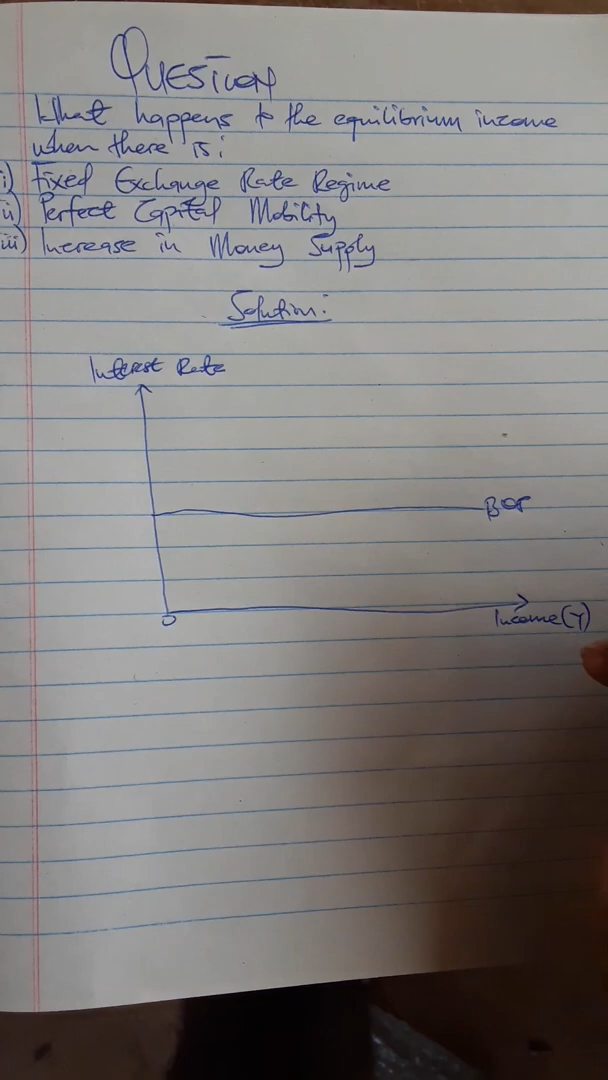 QUESTION
What happens to the equilibrium income
when there is:
i) Fixed Exchange Rate Regime
ii) Perfect Capital Mobility
iii) Increase in Money Supply
Solution:
Interest Rate
BOP
0
Income(Y)